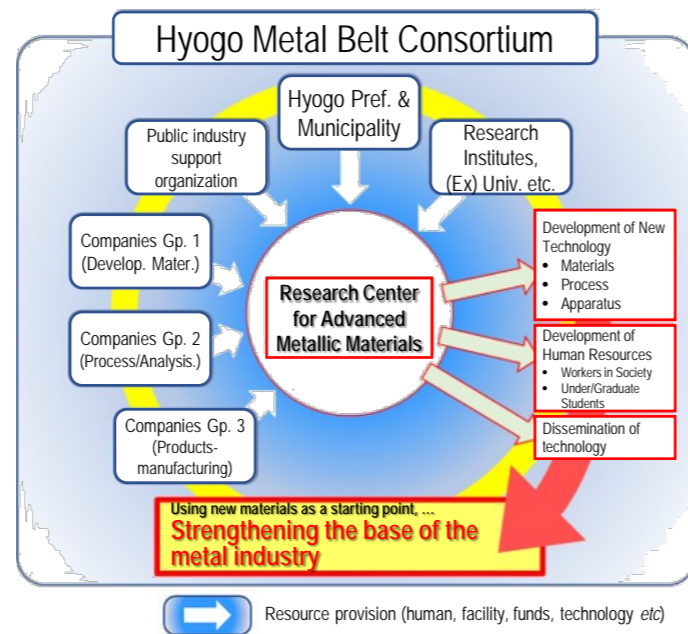 Hyogo Metal Belt Consortium
Hyogo Pref. &
Municipality
Public industry
support
organization
Research
Institutes,
(Ex) Univ. etc.
Companies Gp. 1
(Develop. Mater.)
Companies Gp. 2
(Process/Analysis.)
Companies Gp. 3
(Products-
manufacturing)
Research Center
for Advanced
Metallic Materials
Development of New
Technology
• Materials
• Process
• Apparatus
Development of
Human Resources
• Workers in Society
• Under/Graduate
Students
Dissemination of
technology
Using new materials as a starting point, ...
Strengthening the base of the
metal industry
Resource provision (human, facility, funds, technology etc)